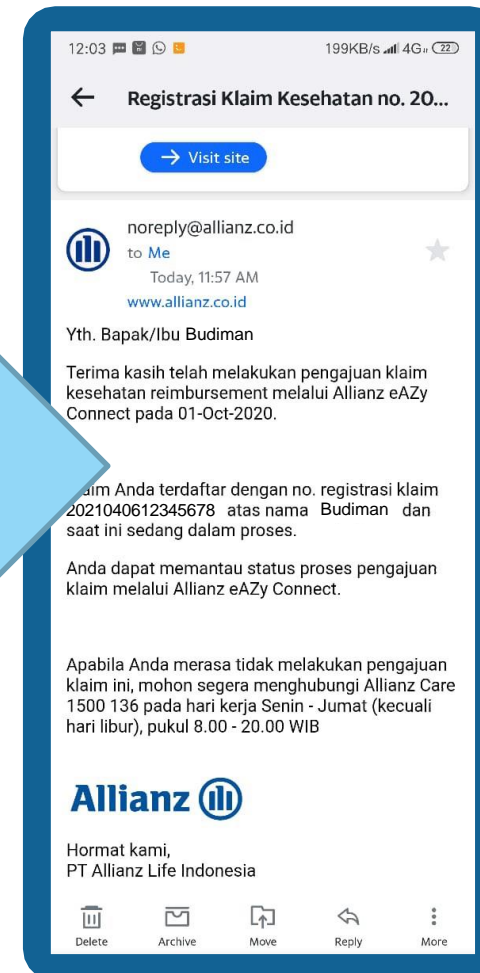 12:03 199KB/s 4G 22
Registrasi Klaim Kesehatan no. 20...
Visit site
noreply@allianz.co.id
to Me
Today, 11:57 AM
www.allianz.co.id
Yth. Bapak/Ibu Budiman
Terima kasih telah melakukan pengajuan klaim
kesehatan reimbursement melalui Allianz eAZy
Connect pada 01-Oct-2020.
Anda terdaftar dengan no. registrasi klaim
2021040612345678 atas nama Budiman dan
saat ini sedang dalam proses.
Anda dapat memantau status proses pengajuan
klaim melalui Allianz eAZy Connect.
Apabila Anda merasa tidak melakukan pengajuan
klaim ini, mohon segera menghubungi Allianz Care
1500 136 pada hari kerja Senin - Jumat (kecuali
hari libur), pukul 8.00 - 20.00 WIB
Allianz
Hormat kami,
PT Allianz Life Indonesia
Delete Archive Move Reply More